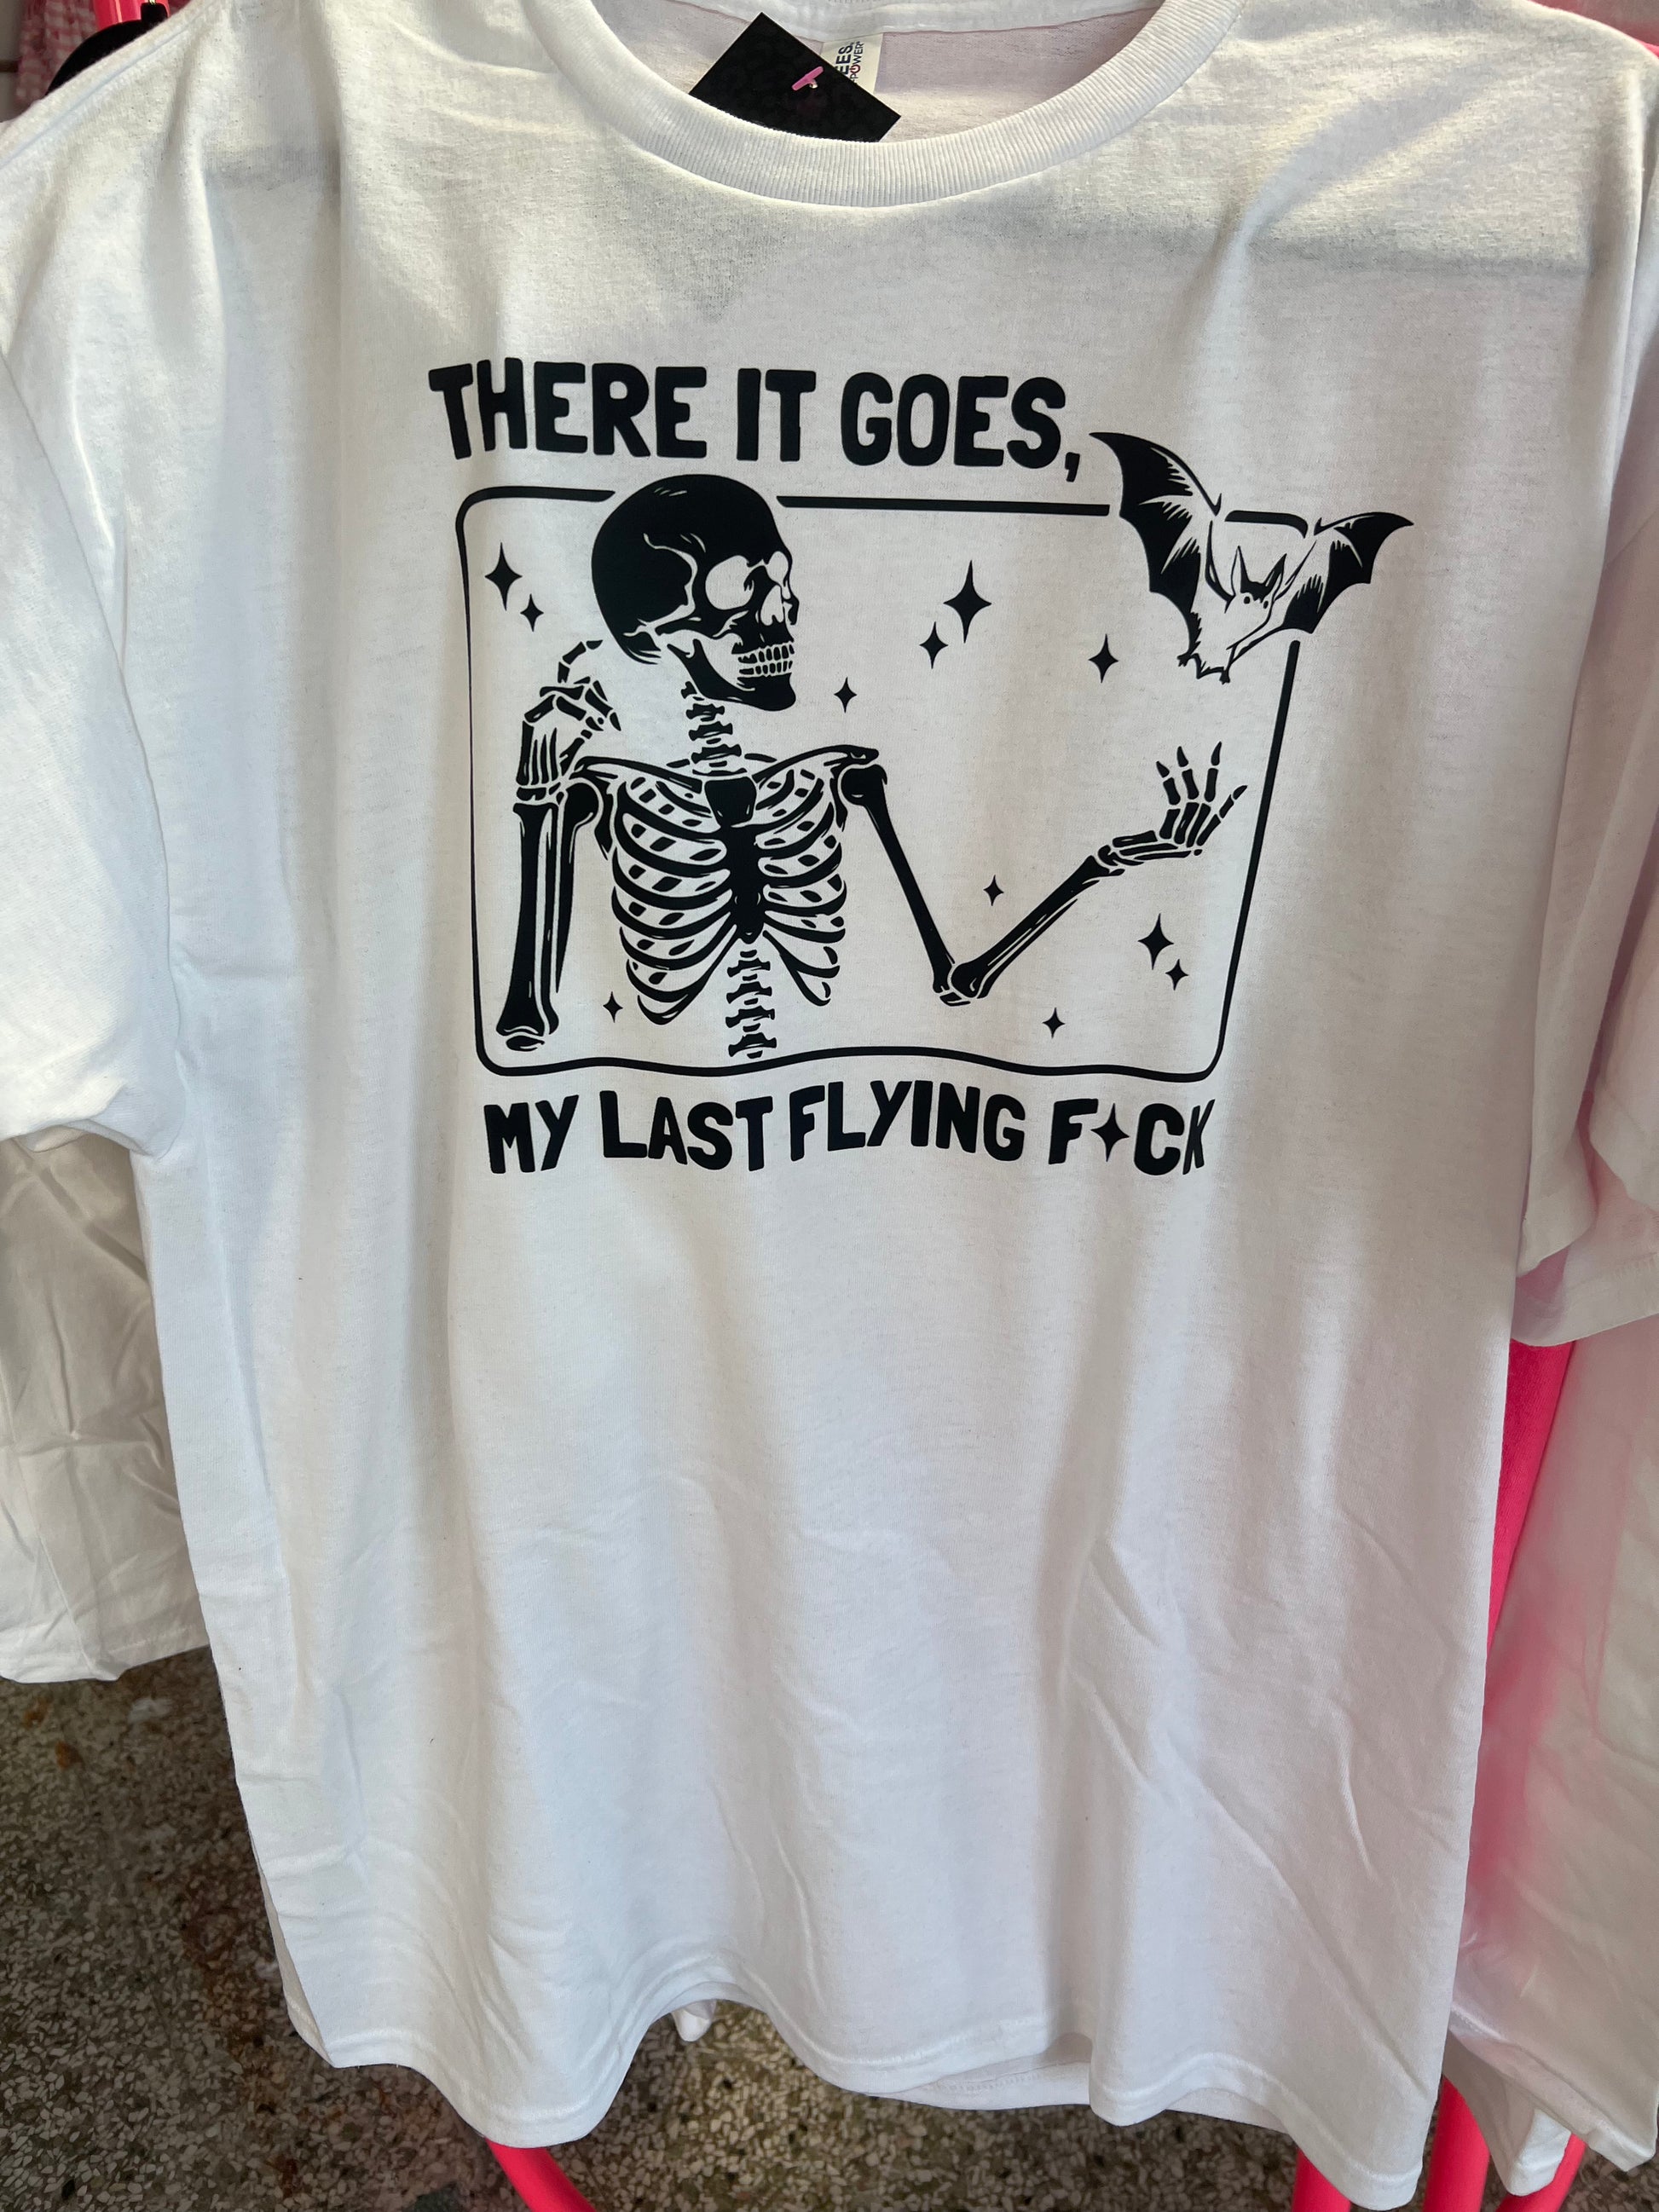 THERE IT GOES,
MY LAST FLYING F✦CK